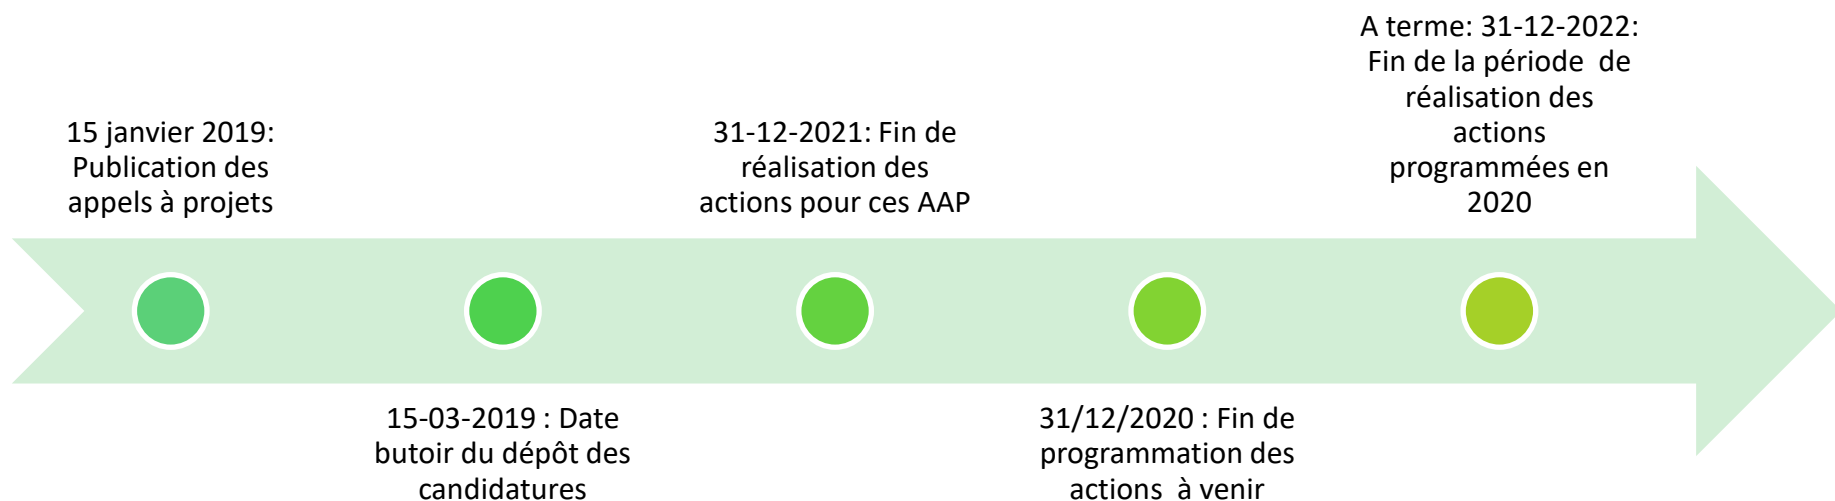 15 janvier 2019:
Publication des
appels à projets
15-03-2019 : Date
butoir du dépôt des
candidatures
31-12-2021: Fin de
réalisation des
actions pour ces AAP
31/12/2020 : Fin de
programmation des
actions à venir
A terme: 31-12-2022:
Fin de la période de
réalisation des
actions
programmées en
2020